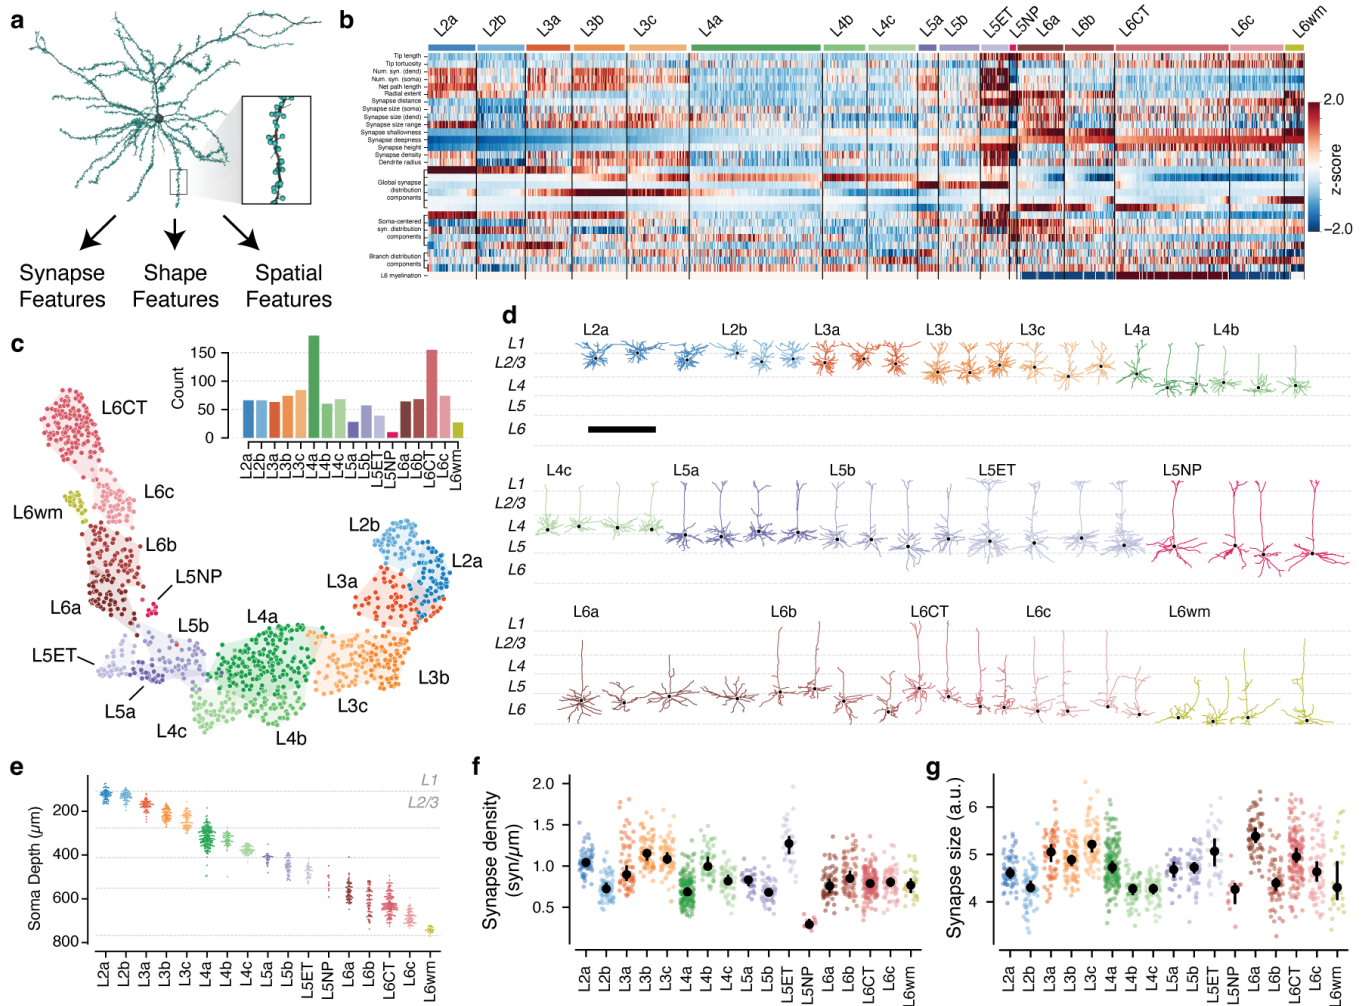 a
Synapse Features
Shape Features
Spatial Features
b
L2a L2b L3a L3b L3c L4a L4b L4c L5a L5b L5ET L5NP L6a L6b L6CT L6c L6wm
Tip length
Tip tortuosity
Num. syn. (dend)
Num. syn. (soma)
Net path length
Radial extent
Synapse distance
Synapse size (soma)
Synapse size (dend)
Synapse size range
Synapse shallowness
Synapse deepness
Synapse height
Synapse density
Dendrite radius
Global synapse
distribution
components
Soma-centered
syn. distribution
components
Branch distribution
components
L6 myelination
2.0
z-score
−2.0
c
Count
150
100
50
0
L2a L2b L3a L3b L3c L4a L4b L4c L5a L5b L5ET L5NP L6a L6b L6CT L6c L6wm
L6CT
L6c
L6wm
L6b
L2b
L2a
L3a
L5NP
L6a
L4a
L5b
L5ET
L3b
L5a
L3c
L4c
L4b
d
L2a L2b L3a L3b L3c L4a L4b
L1
L2/3
L4
L5
L6
L4c L5a L5b L5ET L5NP
L1
L2/3
L4
L5
L6
L6a L6b L6CT L6c L6wm
L1
L2/3
L4
L5
L6
e
Soma Depth (µm)
200
400
600
800
L1
L2/3
L2a L2b L3a L3b L3c L4a L4b L4c L5a L5b L5ET L5NP L6a L6b L6CT L6c L6wm
f
Synapse density
(syn/µm)
2.0
1.5
1.0
0.5
L2a L2b L3a L3b L3c L4a L4b L4c L5a L5b L5ET L5NP L6a L6b L6CT L6c L6wm
g
Synapse size (a.u.)
6
5
4
L2a L2b L3a L3b L3c L4a L4b L4c L5a L5b L5ET L5NP L6a L6b L6CT L6c L6wm